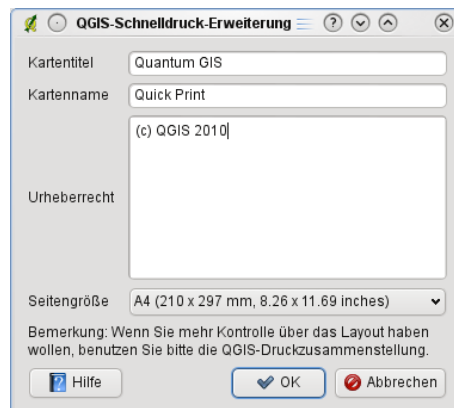 QGIS-Schnelldruck-Erweiterung
Kartentitel Quantum GIS
Kartenname Quick Print
Urheberrecht (c) QGIS 2010
Seitengröße A4 (210 x 297 mm, 8.26 x 11.69 inches)
Bemerkung: Wenn Sie mehr Kontrolle über das Layout haben
wollen, benutzen Sie bitte die QGIS-Druckzusammenstellung.
Hilfe OK Abbrechen